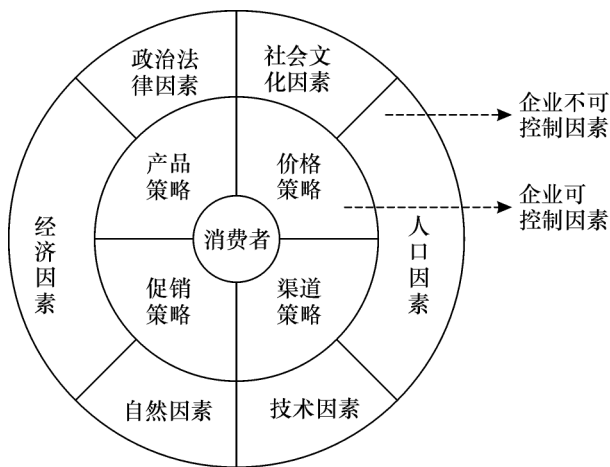 政治法
律因素
社会文
化因素
企业不可
控制因素
产品
策略
价格
策略
企业可
控制因素
经济因素
消费者
人口因素
促销
策略
渠道
策略
自然因素
技术因素